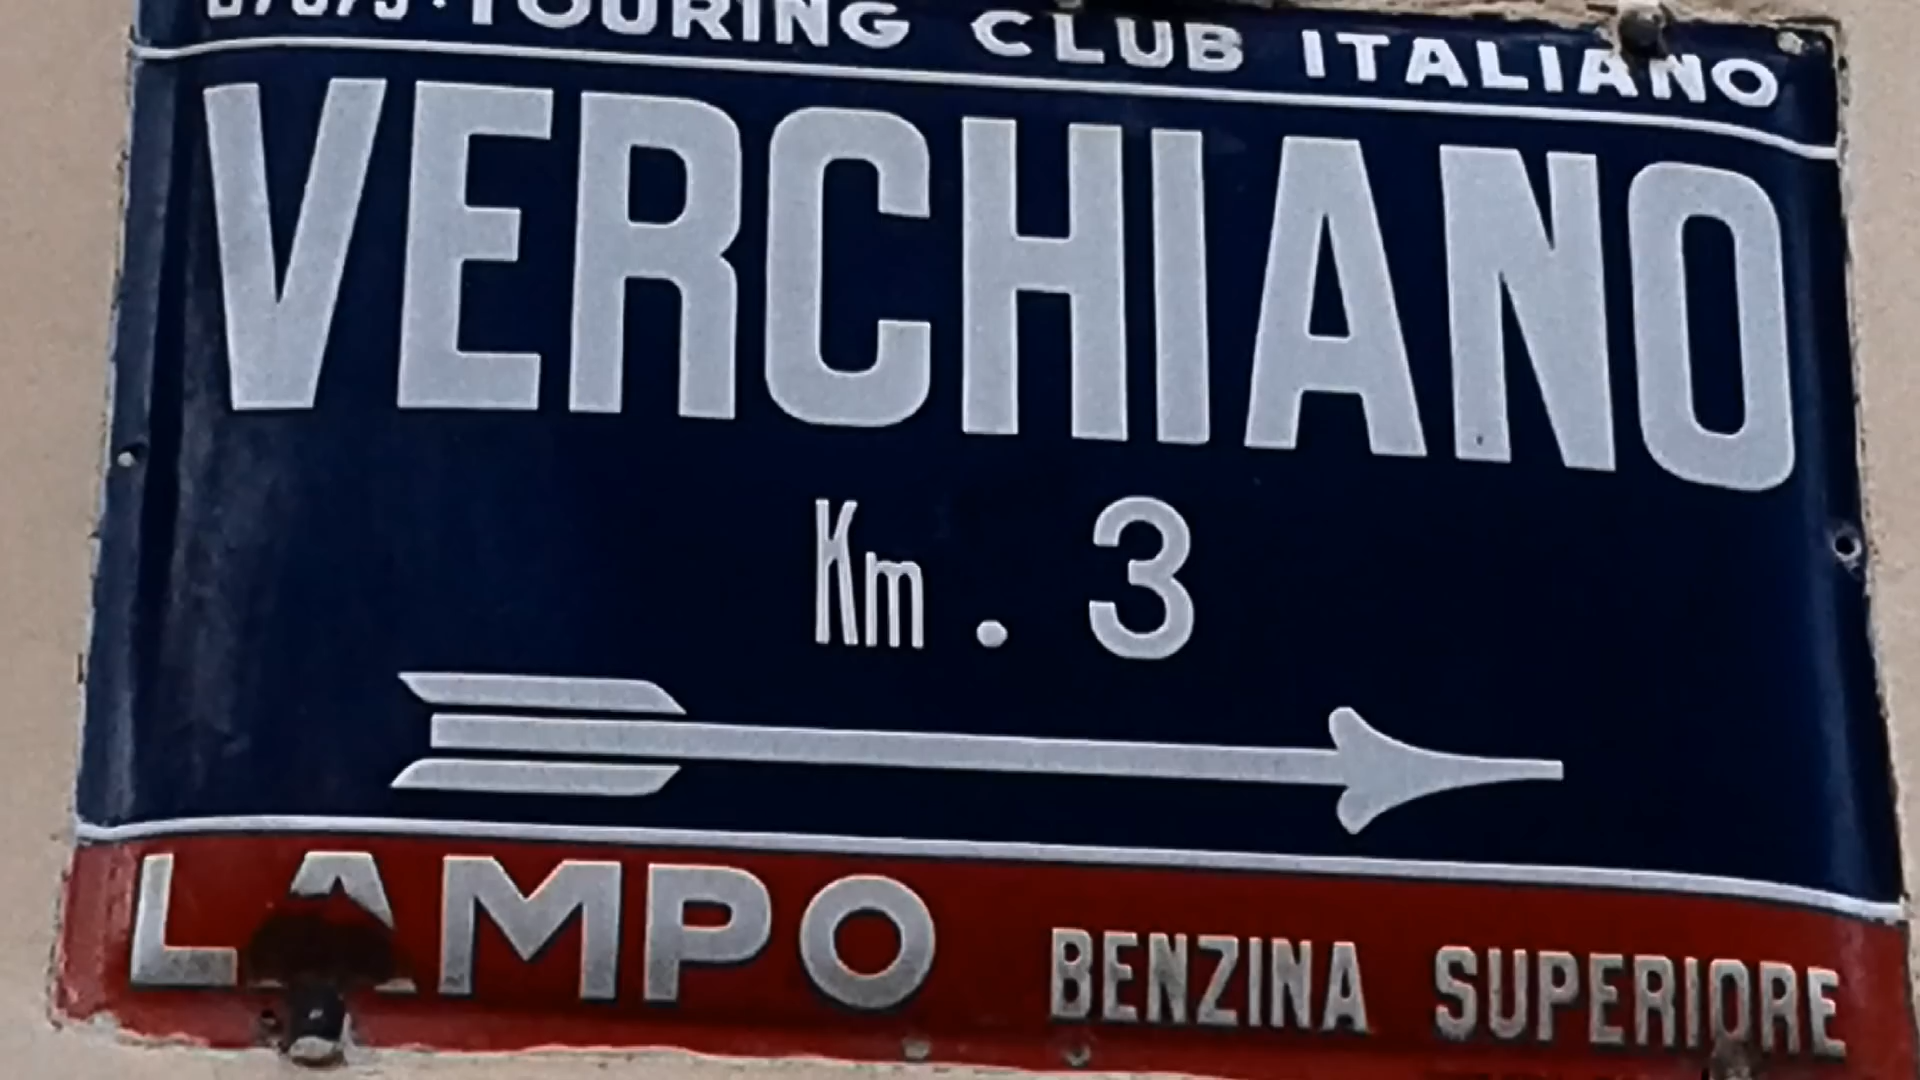 TOURING CLUB ITALIANO
VERCHIANO
Km. 3
LAMPO BENZINA SUPERIORE